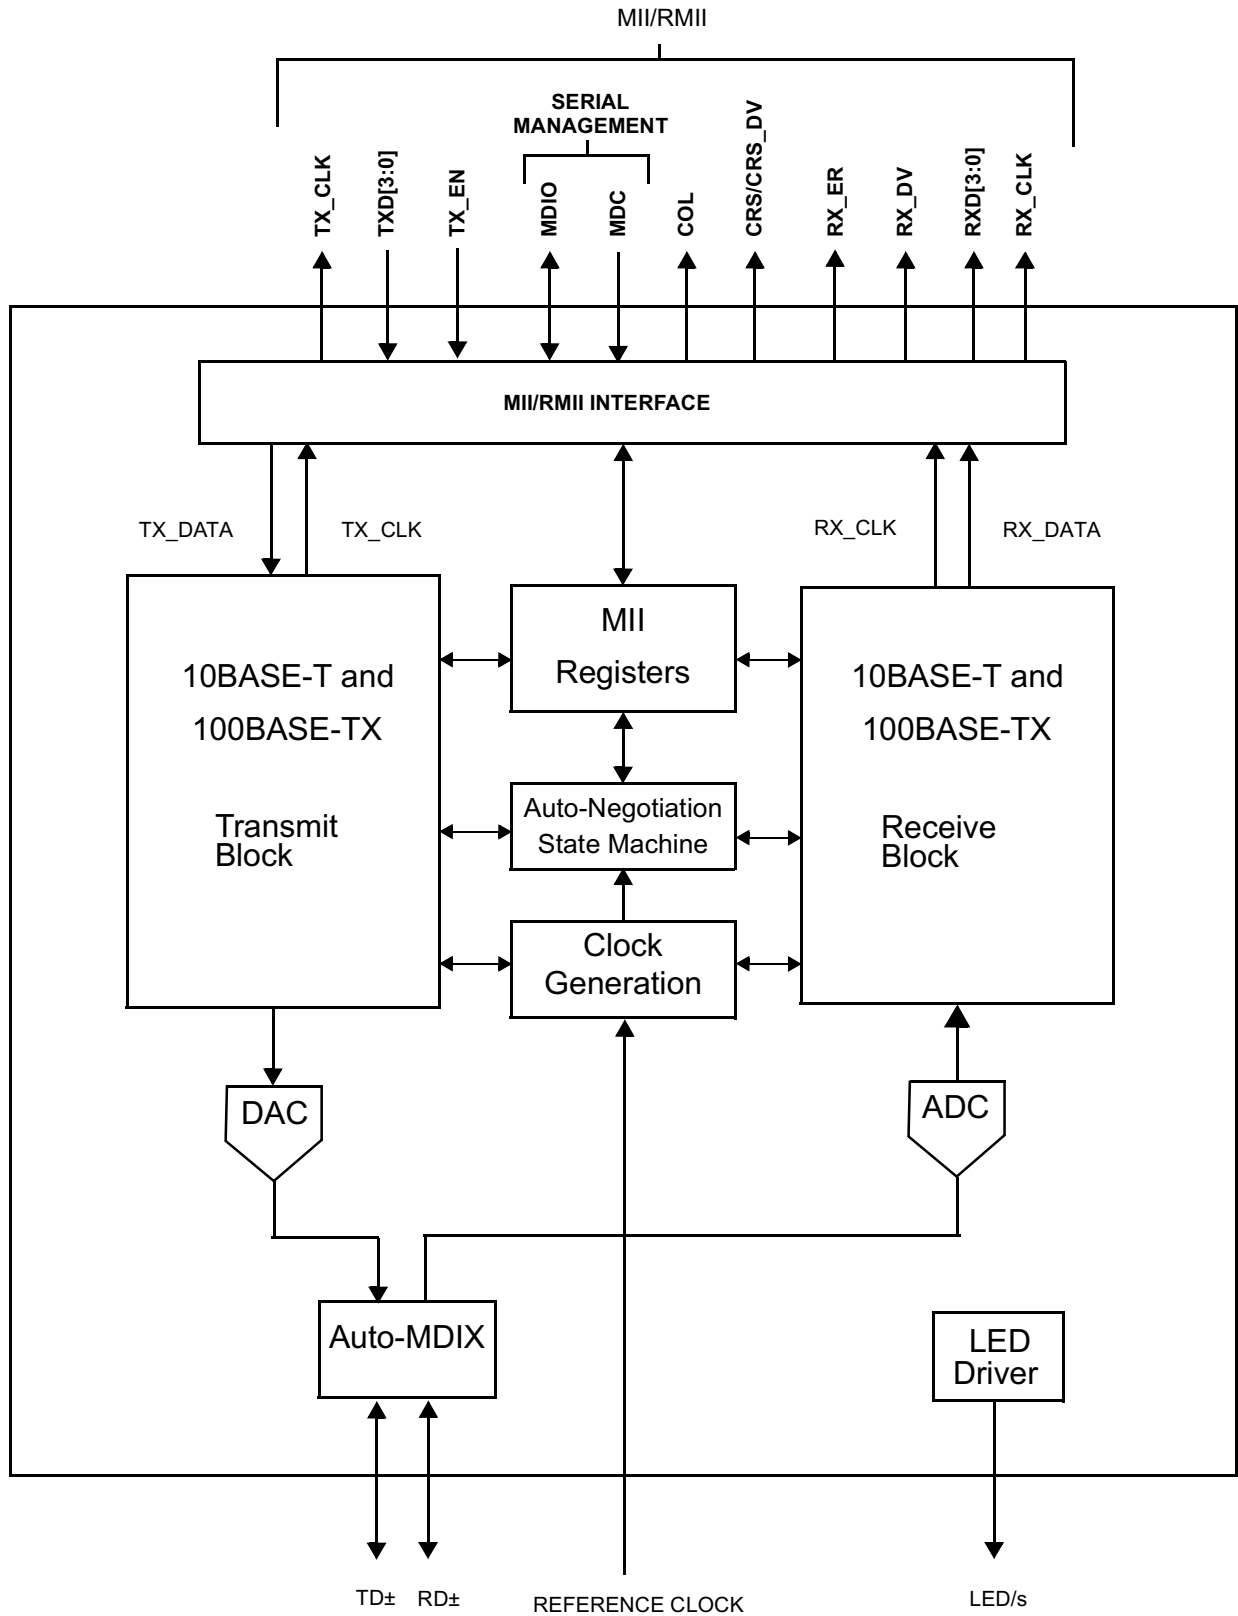 MII/RMII
SERIAL
MANAGEMENT
TX_CLK
TXD[3:0]
TX_EN
MDIO
MDC
COL
CRS/CRS_DV
RX_ER
RX_DV
RXD[3:0]
RX_CLK
MII/RMII INTERFACE
TX_DATA
TX_CLK
RX_CLK
RX_DATA
10BASE-T and
100BASE-TX
Transmit
Block
MII
Registers
Auto-Negotiation
State Machine
Clock
Generation
10BASE-T and
100BASE-TX
Receive
Block
DAC
ADC
Auto-MDIX
LED
Driver
TD±
RD±
REFERENCE CLOCK
LED/s